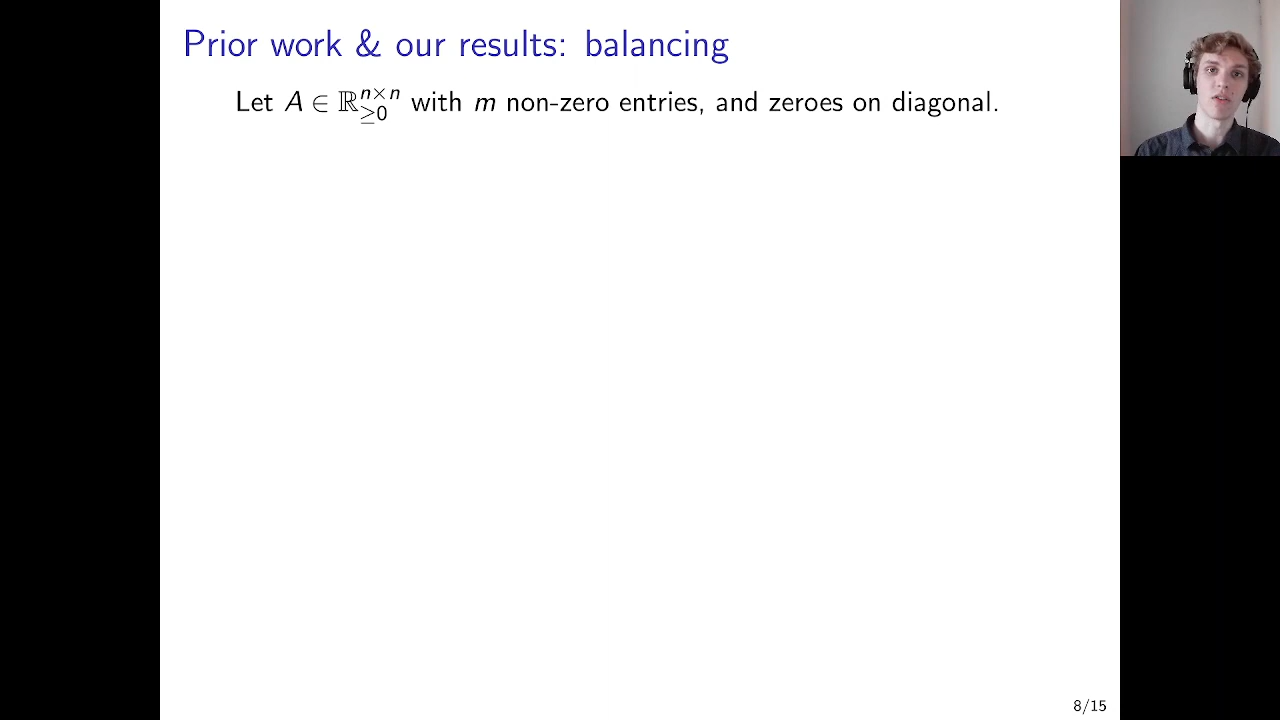 Prior work & our results: balancing
Let A ∈ ℝ≥0^{n×n} with m non-zero entries, and zeroes on diagonal.
8/15